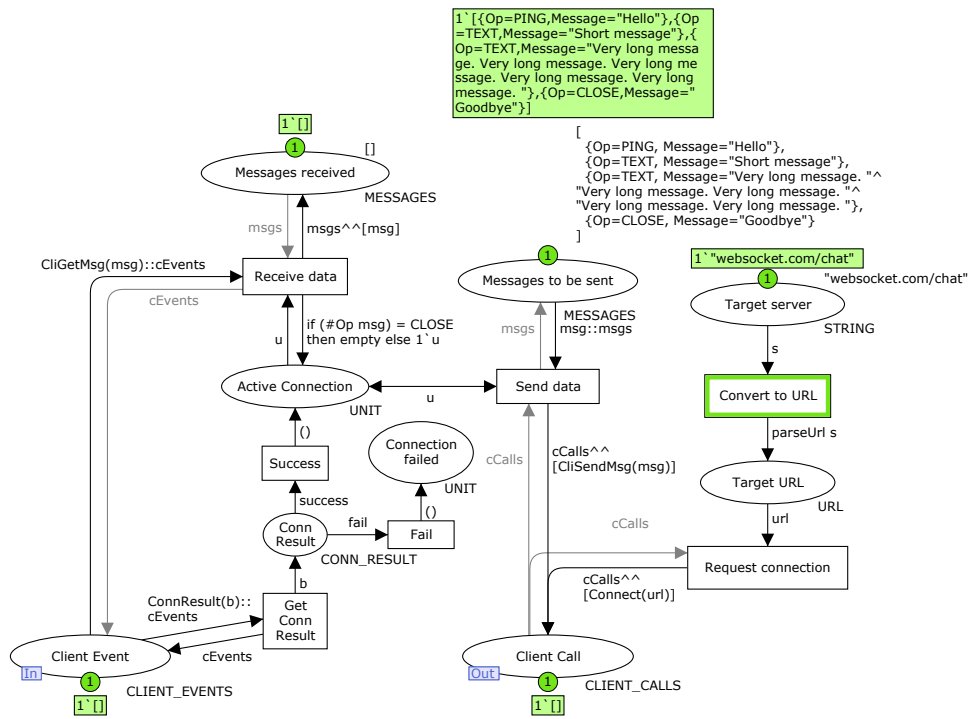 1`[{Op=PING,Message="Hello"},{Op
=TEXT,Message="Short message"},{
Op=TEXT,Message="Very long messa
ge. Very long message. Very long me
ssage. Very long message. Very long
message. "},{Op=CLOSE,Message="
Goodbye"}]
[
{Op=PING, Message="Hello"},
{Op=TEXT, Message="Short message"},
{Op=TEXT, Message="Very long message. "^
"Very long message. Very long message. "^
"Very long message. Very long message. "},
{Op=CLOSE, Message="Goodbye"}
]
1`[]
1
[]
Messages received
MESSAGES
msgs
msgs^^[msg]
CliGetMsg(msg)::cEvents
Receive data
cEvents
u
if (#Op msg) = CLOSE
then empty else 1`u
1
Messages to be sent
MESSAGES
msgs
msg::msgs
1`"websocket.com/chat"
1
"websocket.com/chat"
Target server
STRING
s
Convert to URL
parseUrl s
Target URL
URL
url
Active Connection
UNIT
u
Send data
()
Success
success
Connection
failed
UNIT
()
cCalls
cCalls^^
[CliSendMsg(msg)]
Conn
Result
fail
Fail
CONN_RESULT
b
cCalls
Request connection
cCalls^^
[Connect(url)]
ConnResult(b)::
cEvents
Get
Conn
Result
cEvents
Client Event
In
CLIENT_EVENTS
1
1`[]
Client Call
Out
CLIENT_CALLS
1
1`[]